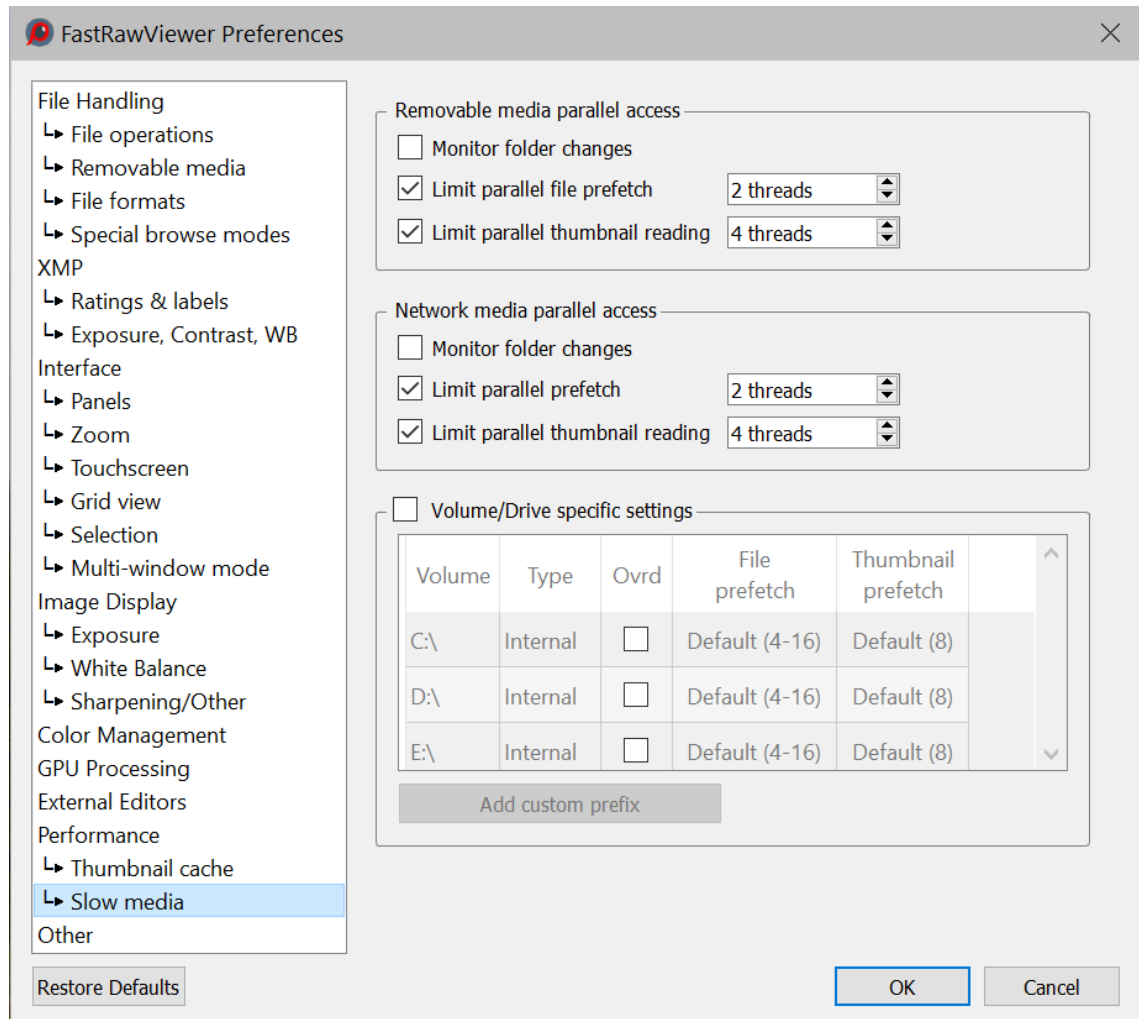 FastRawViewer Preferences
File Handling
File operations
Removable media
File formats
Special browse modes
XMP
Ratings & labels
Exposure, Contrast, WB
Interface
Panels
Zoom
Touchscreen
Grid view
Selection
Multi-window mode
Image Display
Exposure
White Balance
Sharpening/Other
Color Management
GPU Processing
External Editors
Performance
Thumbnail cache
Slow media
Other
Restore Defaults
Removable media parallel access
Monitor folder changes
Limit parallel file prefetch 2 threads
Limit parallel thumbnail reading 4 threads
Network media parallel access
Monitor folder changes
Limit parallel prefetch 2 threads
Limit parallel thumbnail reading 4 threads
Volume/Drive specific settings
Volume Type Ovrd File prefetch Thumbnail prefetch
C:\ Internal Default (4-16) Default (8)
D:\ Internal Default (4-16) Default (8)
E:\ Internal Default (4-16) Default (8)
Add custom prefix
OK Cancel